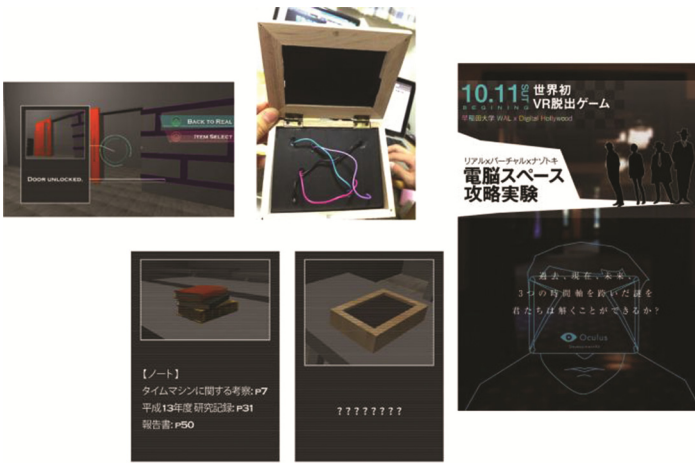 DOOR UNLOCKED.
BACK TO REAL
ITEM SELECT
10.11 SUT
BEGINING
世界初
VR脱出ゲーム
早稲田大学 WAL x Digital Hollywood
リアル×バーチャル×ナゾトキ
電脳スペース
攻略実験
過去、現在、未来、
3つの時間軸を跨いだ謎を
君たちは解くことができるか?
Oculus
【ノート】
タイムマシンに関する考察: P7
平成13年度 研究記録: P31
報告書: P50
????????